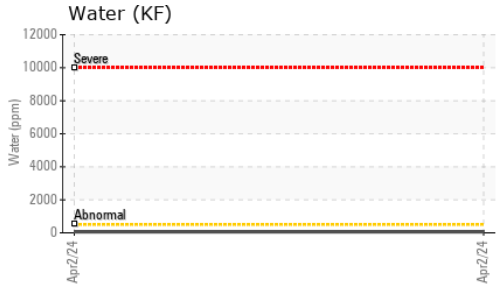 Water (KF)
12000
Severe
10000
8000
6000
4000
2000
Abnormal
0
Water (ppm)
Apr2/24
Apr2/24